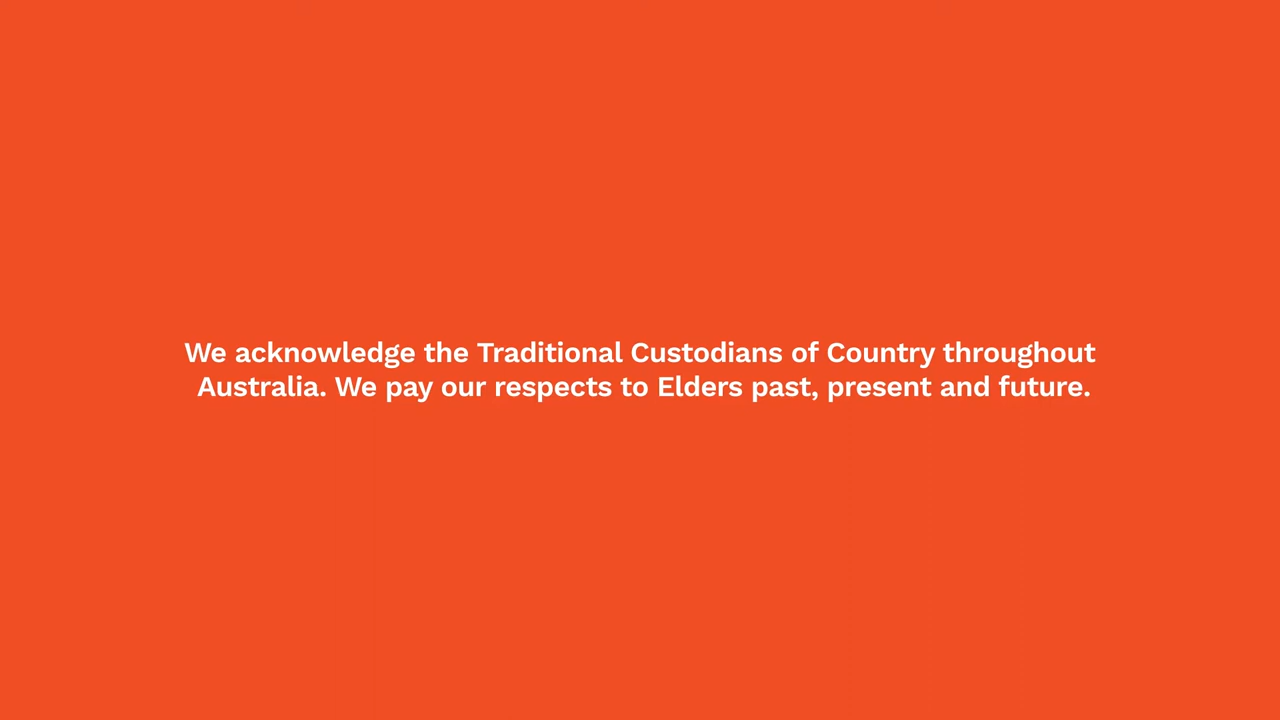 We acknowledge the Traditional Custodians of Country throughout
Australia. We pay our respects to Elders past, present and future.